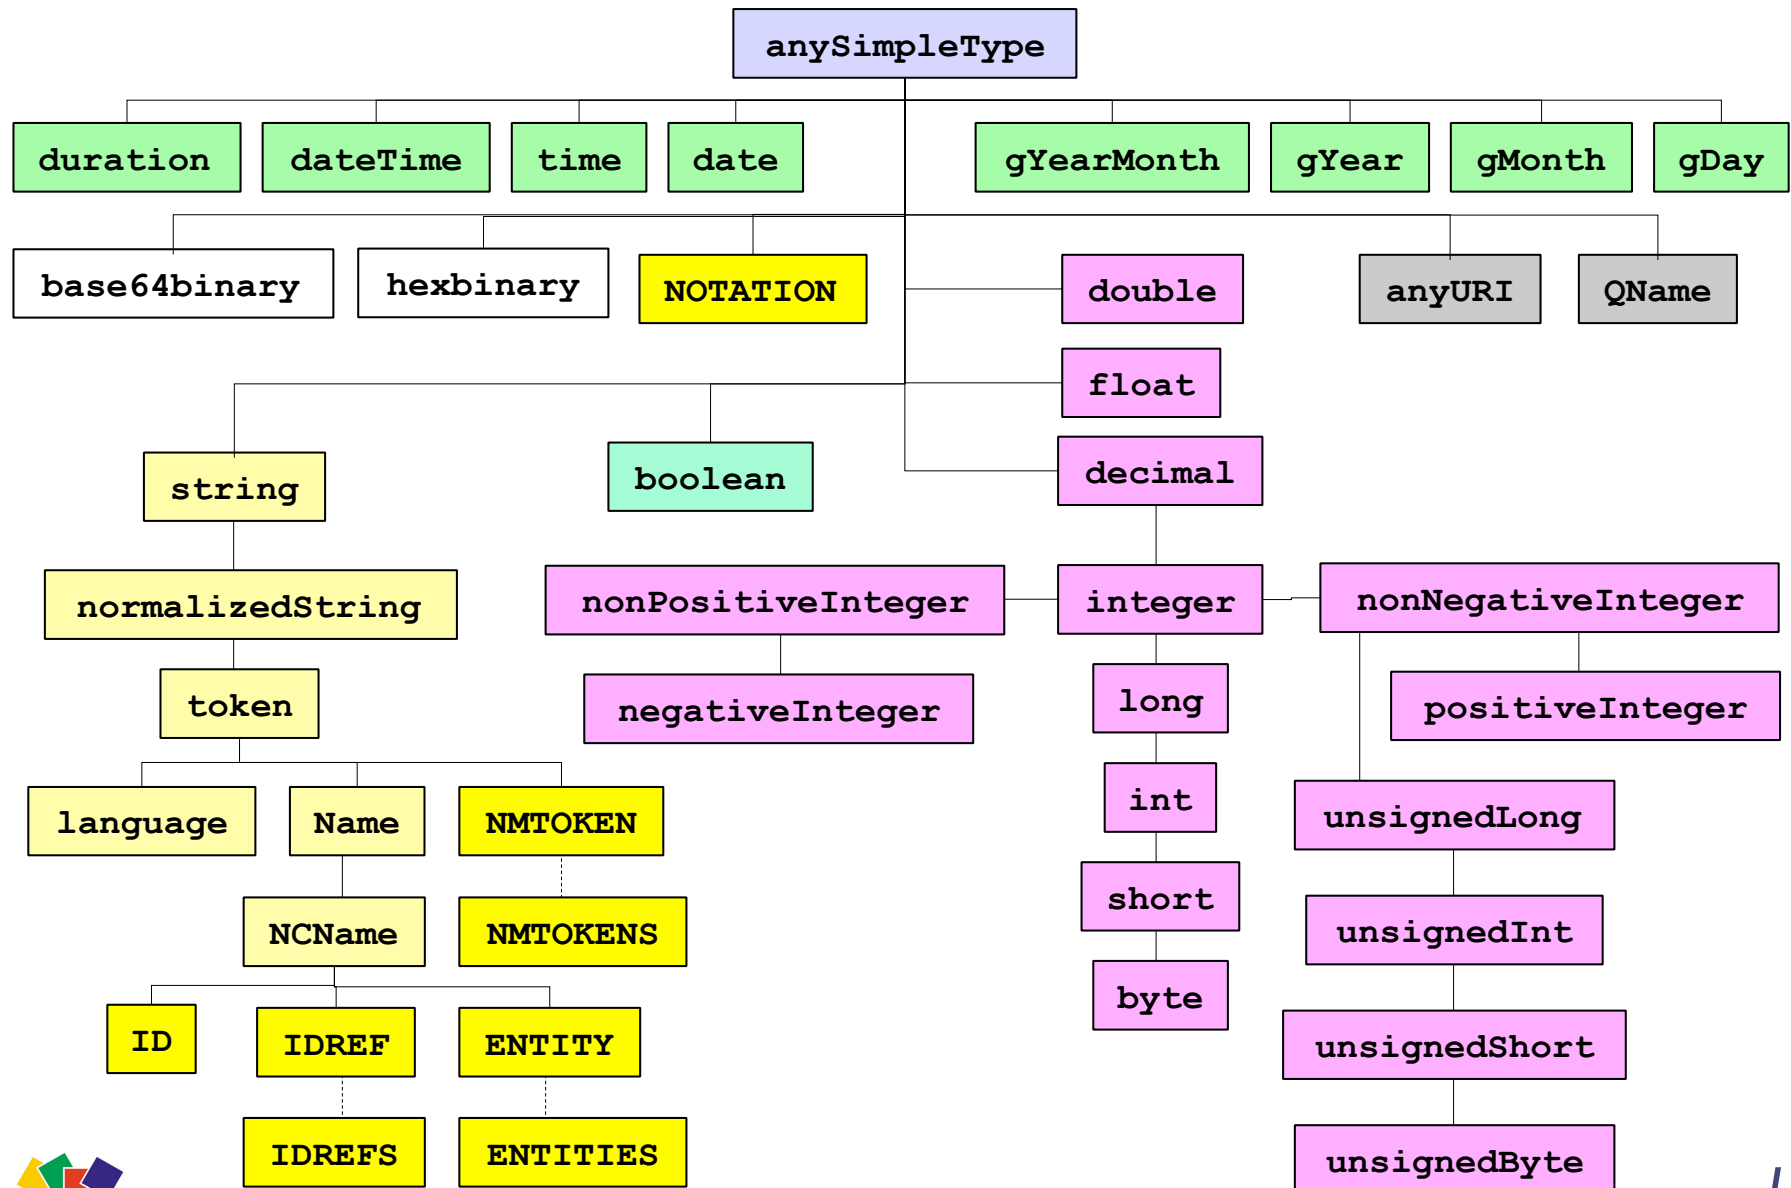 anySimpleType
duration dateTime time date gYearMonth gYear gMonth gDay
base64binary hexbinary NOTATION double anyURI QName
float
string boolean decimal
normalizedString nonPositiveInteger integer nonNegativeInteger
token negativeInteger long positiveInteger
language Name NMTOKEN int unsignedLong
NCName NMTOKENS short unsignedInt
ID IDREF ENTITY byte unsignedShort
IDREFS ENTITIES unsignedByte